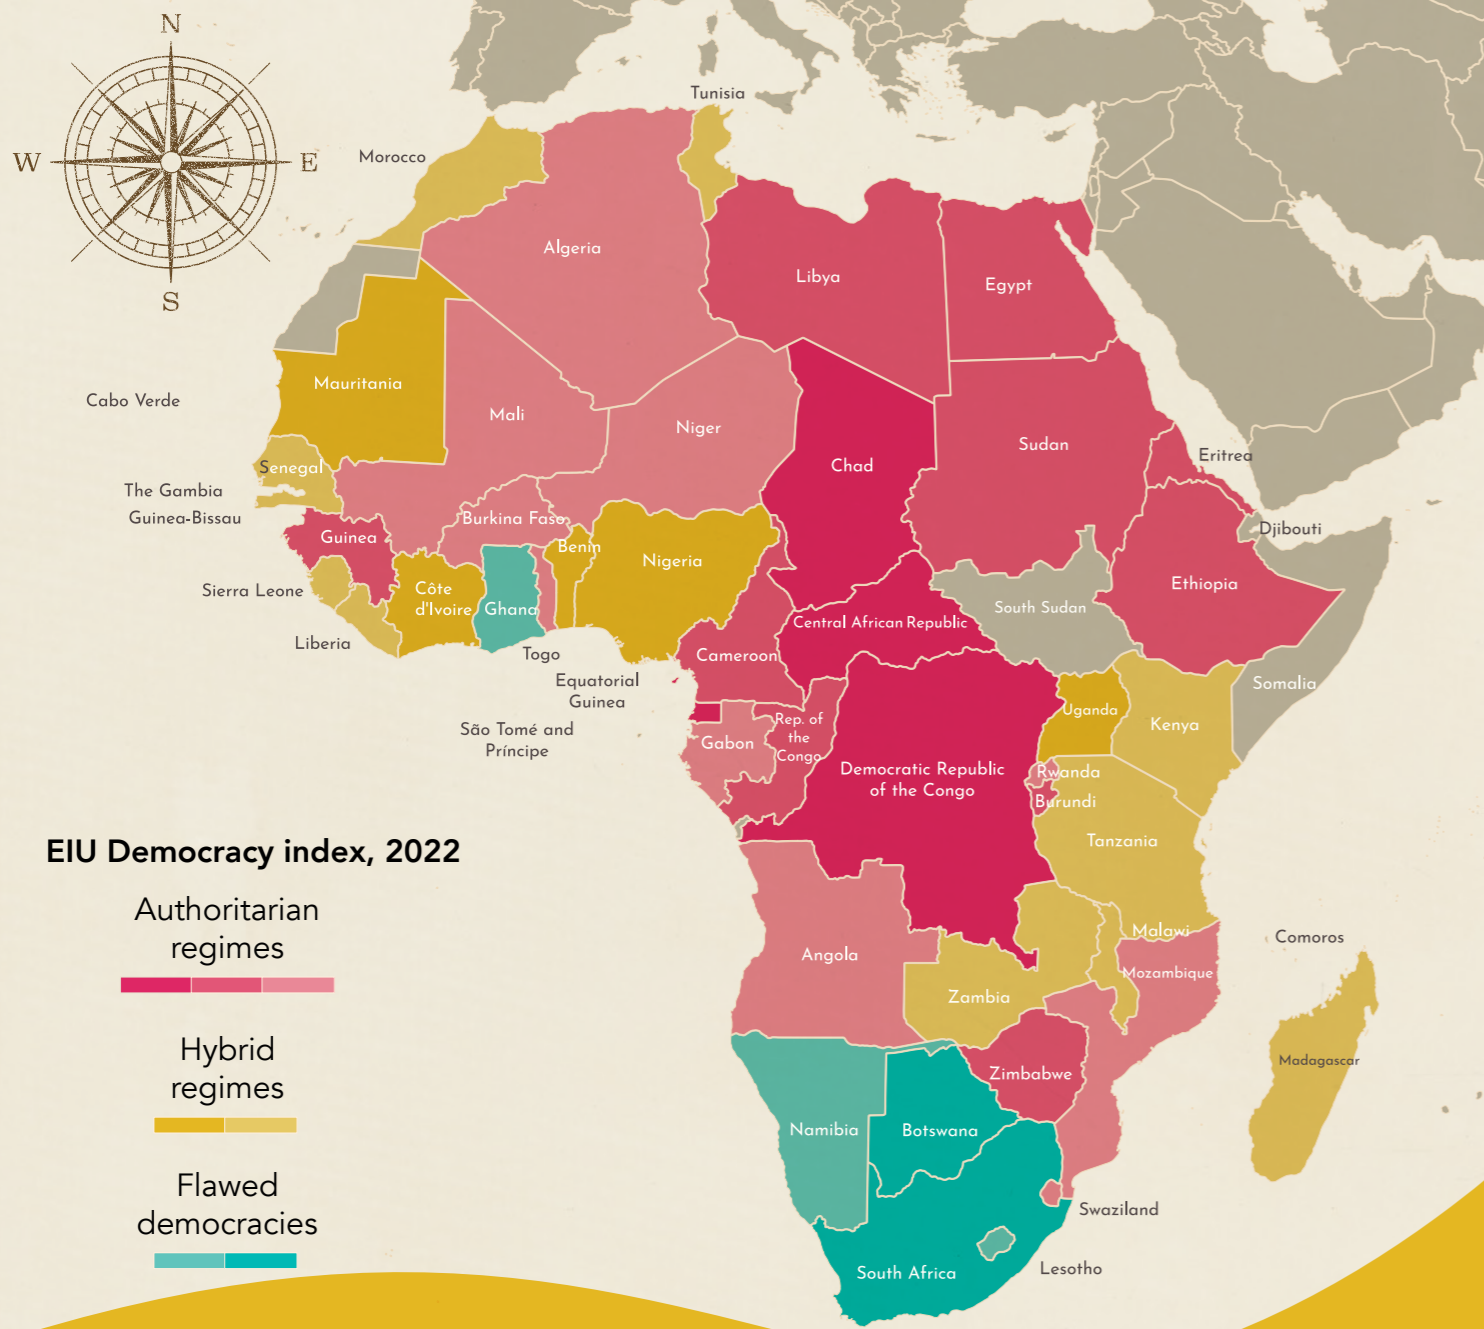 N
W
E
S
Tunisia
Morocco
Algeria
Libya
Egypt
Mauritania
Cabo Verde
Mali
Niger
Chad
Sudan
Eritrea
Senegal
The Gambia
Guinea-Bissau
Burkina Faso
Guinea
Benin
Nigeria
Djibouti
Ethiopia
Sierra Leone
Côte
d'Ivoire
Ghana
South Sudan
Central African Republic
Liberia
Togo
Cameroon
Equatorial
Guinea
Somalia
São Tomé and
Príncipe
Gabon
Rep. of
the
Congo
Uganda
Kenya
Democratic Republic
of the Congo
Rwanda
Burundi
Tanzania
EIU Democracy index, 2022
Authoritarian
regimes
Hybrid
regimes
Flawed
democracies
Angola
Malawi
Comoros
Mozambique
Zambia
Madagascar
Zimbabwe
Namibia
Botswana
Swaziland
South Africa
Lesotho